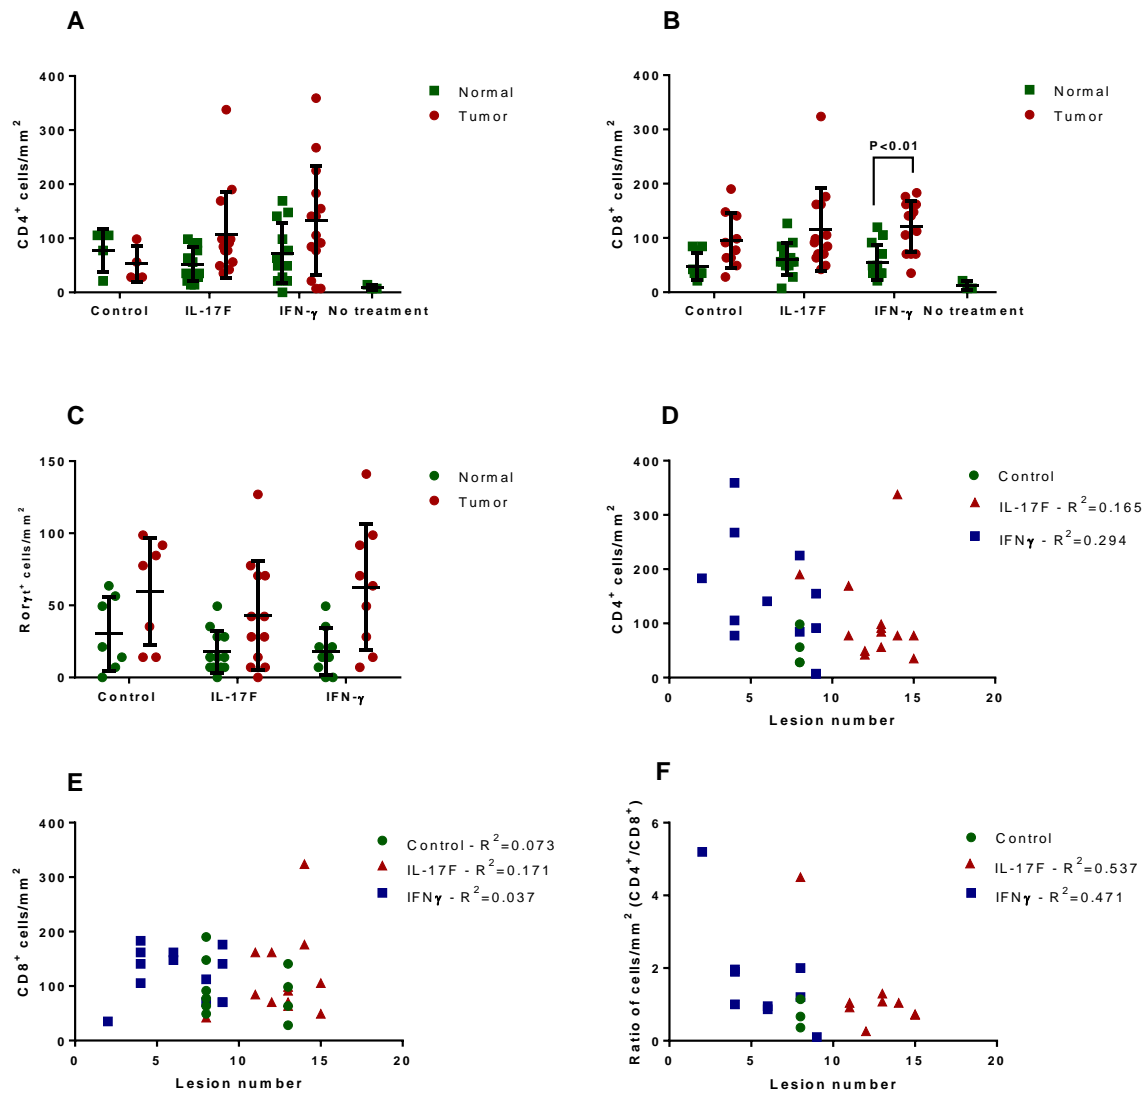 A
CD4+ cells/mm2
400
300
200
100
0
Control IL-17F IFN-γ No treatment
Normal
Tumor
B
CD8+ cells/mm2
400
300
200
100
0
P<0.01
Control IL-17F IFN-γ No treatment
Normal
Tumor
C
Rorγt+ cells/mm2
150
100
50
0
Control IL-17F IFN-γ
Normal
Tumor
D
CD4+ cells/mm2
400
300
200
100
0
0 5 10 15 20
Lesion number
Control
IL-17F - R2=0.165
IFNγ - R2=0.294
E
CD8+ cells/mm2
400
300
200
100
0
0 5 10 15 20
Lesion number
Control - R2=0.073
IL-17F - R2=0.171
IFNγ - R2=0.037
F
Ratio of cells/mm2 (CD4+/CD8+)
6
4
2
0
0 5 10 15 20
Lesion number
Control
IL-17F - R2=0.537
IFNγ - R2=0.471